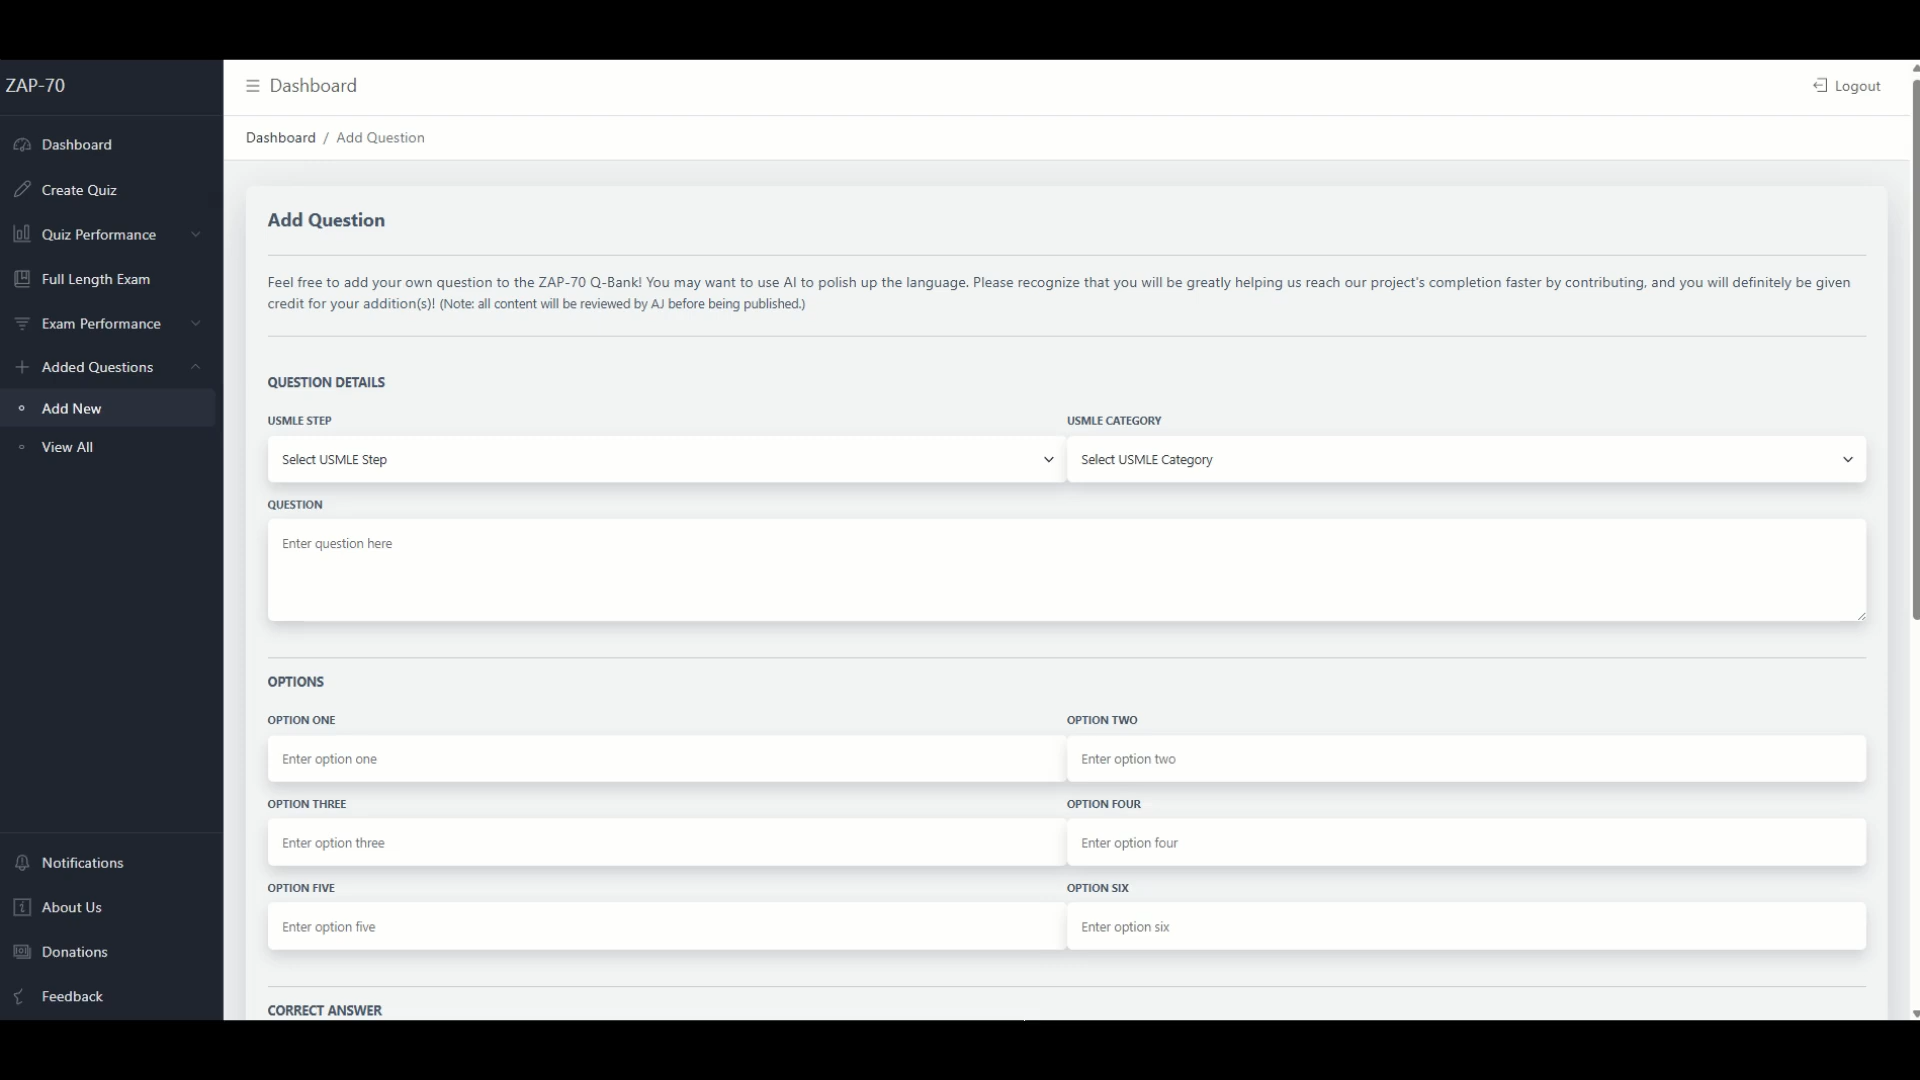 ZAP-70
Dashboard
Logout
Dashboard
Create Quiz
Quiz Performance
Full Length Exam
Exam Performance
Added Questions
Add New
View All
Notifications
About Us
Donations
Feedback
Dashboard / Add Question
Add Question
Feel free to add your own question to the ZAP-70 Q-Bank! You may want to use AI to polish up the language. Please recognize that you will be greatly helping us reach our project's completion faster by contributing, and you will definitely be given
credit for your addition(s)! (Note: all content will be reviewed by AJ before being published.)
QUESTION DETAILS
USMLE STEP
USMLE CATEGORY
Select USMLE Step
Select USMLE Category
QUESTION
Enter question here
OPTIONS
OPTION ONE
OPTION TWO
Enter option one
Enter option two
OPTION THREE
OPTION FOUR
Enter option three
Enter option four
OPTION FIVE
OPTION SIX
Enter option five
Enter option six
CORRECT ANSWER